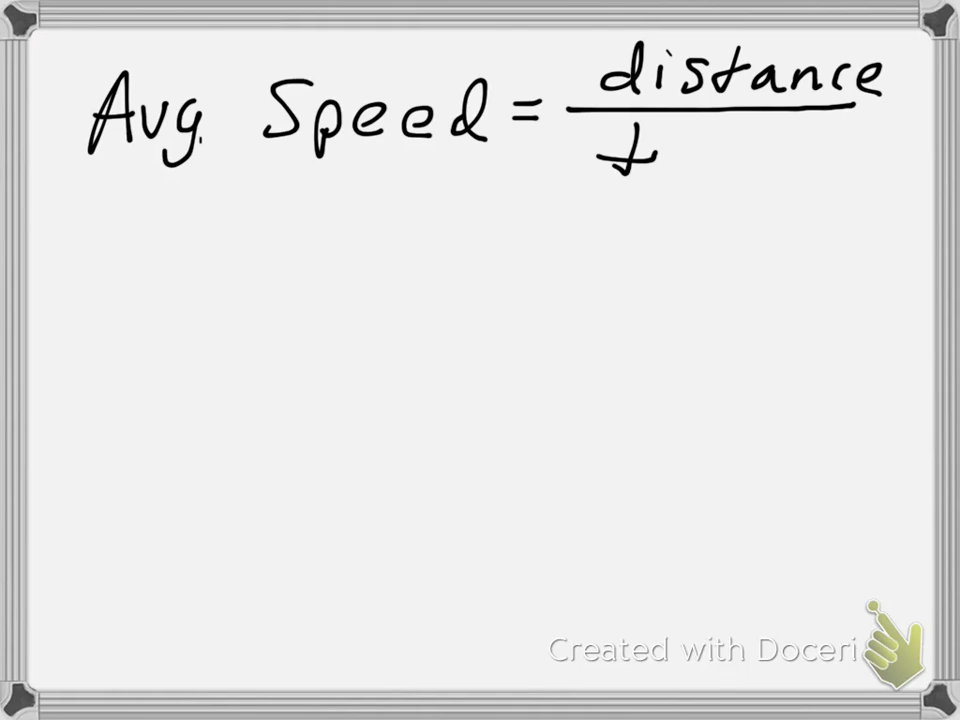 Avg. Speed = distance
t
Created with Doceri